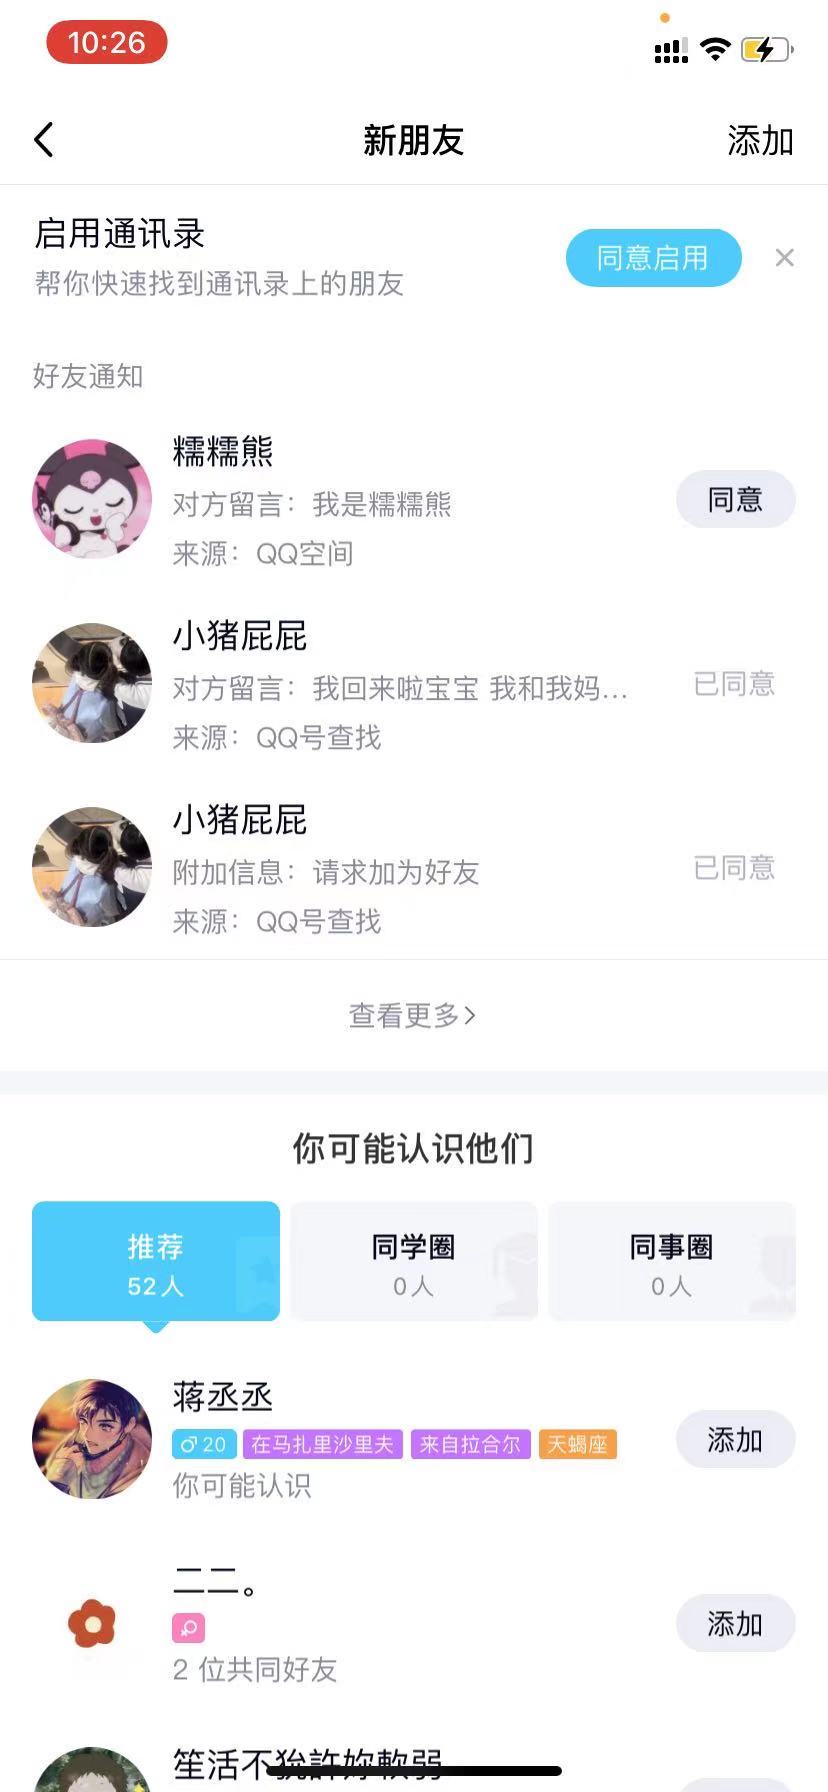 10:26
新朋友
添加
启用通讯录
帮你快速找到通讯录上的朋友
同意启用
好友通知
糯糯熊
对方留言：我是糯糯熊
来源：QQ空间
同意
小猪屁屁
对方留言：我回来啦宝宝 我和我妈...
来源：QQ号查找
已同意
小猪屁屁
附加信息：请求加为好友
来源：QQ号查找
已同意
查看更多
你可能认识他们
推荐
52人
同学圈
0人
同事圈
0人
蒋丞丞
20 在马扎里沙里夫 来自拉合尔 天蝎座
你可能认识
添加
二二。
2 位共同好友
添加
笙活不狁許妳軟弱